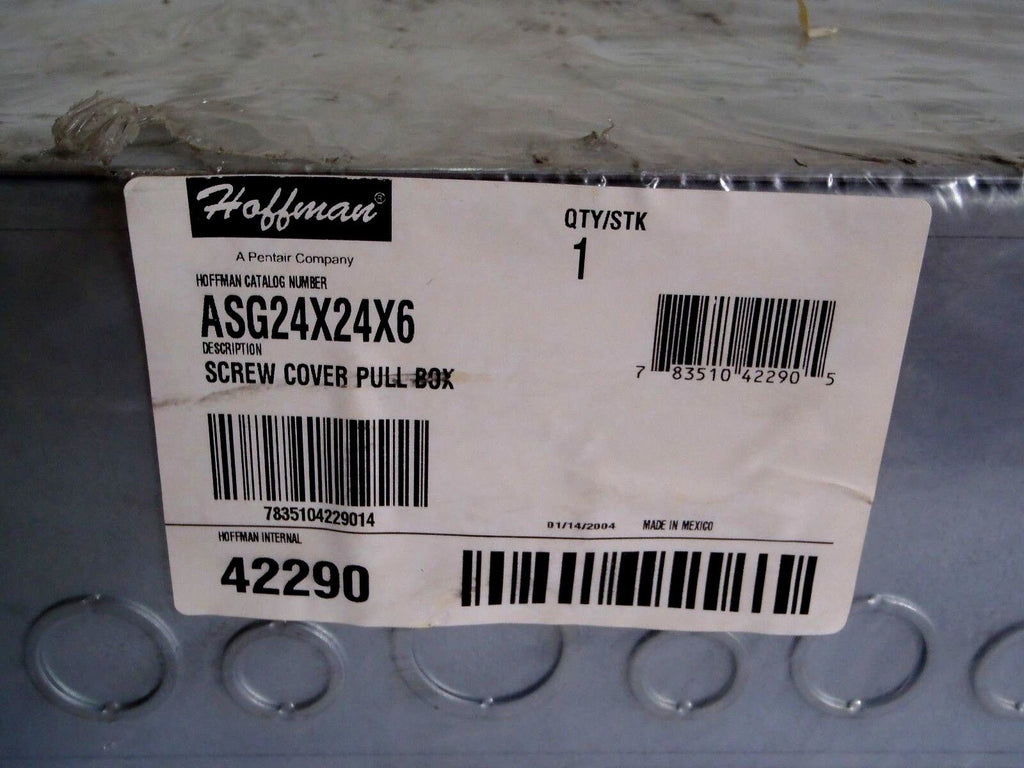 Hoffman®
A Pentair Company
QTY/STK
1
HOFFMAN CATALOG NUMBER
ASG24X24X6
DESCRIPTION
SCREW COVER PULL BOX
7 83510 42290 5
7835104229014
01/14/2004 MADE IN MEXICO
HOFFMAN INTERNAL
42290